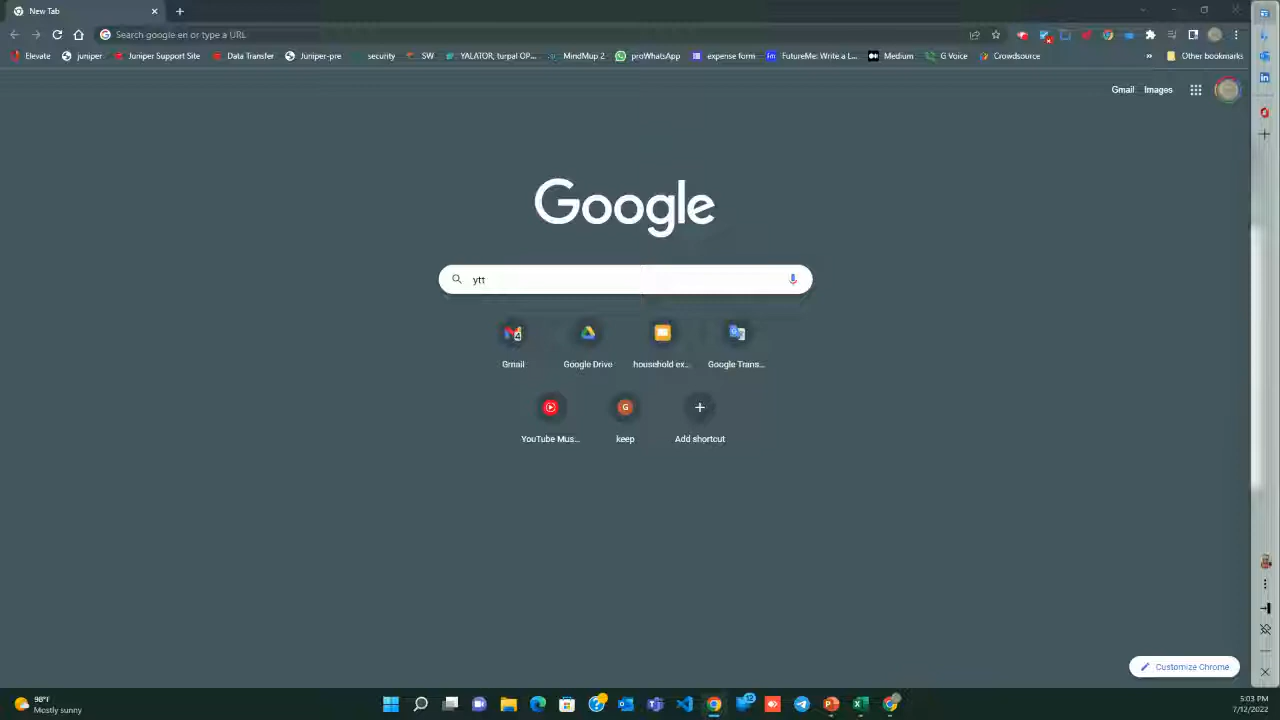 New Tab
Search google en or type a URL
Elevate juniper Juniper Support Site Data Transfer Juniper-pre security SW YALATOR, turpal OP... MindMup 2 proWhatsApp expense form FutureMe: Write a L... Medium G Voice Crowdsource » Other bookmarks
Gmail Images
Google
ytt
Gmail Google Drive household ex... Google Trans...
YouTube Mus... keep Add shortcut
Customize Chrome
98°F
Mostly sunny
5:03 PM
7/12/2022